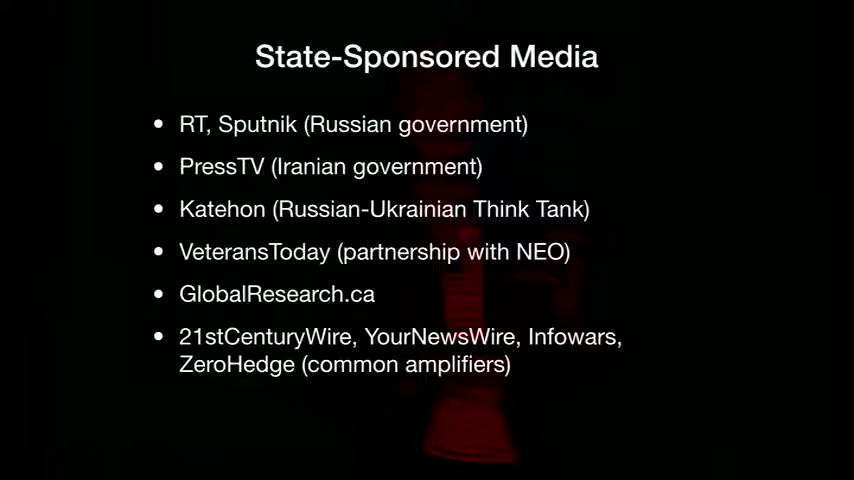 State-Sponsored Media
• RT, Sputnik (Russian government)
• PressTV (Iranian government)
• Katehon (Russian-Ukrainian Think Tank)
• VeteransToday (partnership with NEO)
• GlobalResearch.ca
• 21stCenturyWire, YourNewsWire, Infowars,
ZeroHedge (common amplifiers)